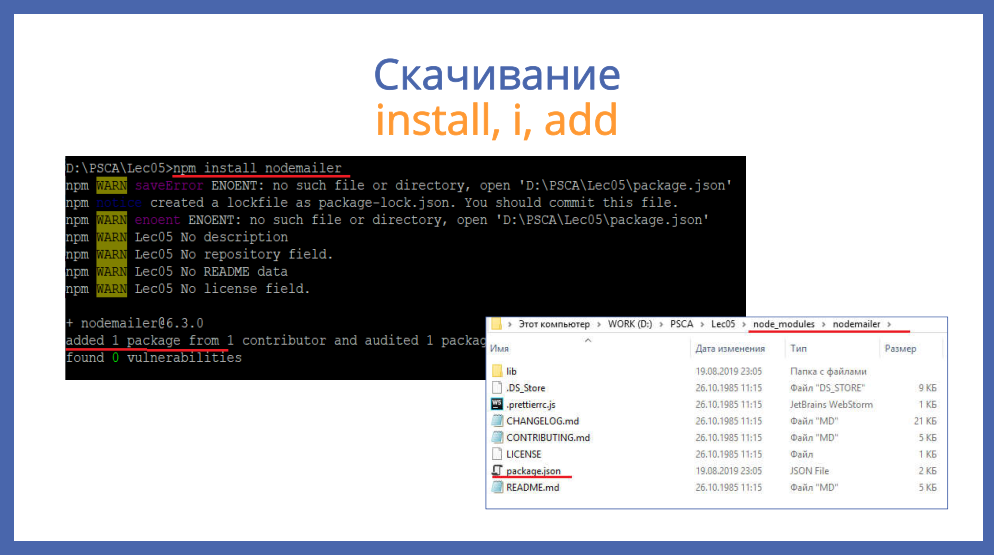 Скачивание
install, i, add
D:\PSCA\Lec05>npm install nodemailer
npm WARN saveError ENOENT: no such file or directory, open 'D:\PSCA\Lec05\package.json'
npm notice created a lockfile as package-lock.json. You should commit this file.
npm WARN enoent ENOENT: no such file or directory, open 'D:\PSCA\Lec05\package.json'
npm WARN Lec05 No description
npm WARN Lec05 No repository field.
npm WARN Lec05 No README data
npm WARN Lec05 No license field.
+ nodemailer@6.3.0
added 1 package from 1 contributor and audited 1 packag
found 0 vulnerabilities
› Этот компьютер › WORK (D:) › PSCA › Lec05 › node_modules › nodemailer ›
Имя Дата изменения Тип Размер
lib 19.08.2019 23:05 Папка с файлами
.DS_Store 26.10.1985 11:15 Файл "DS_STORE" 9 КБ
.prettierrc.js 26.10.1985 11:15 JetBrains WebStorm 1 КБ
CHANGELOG.md 26.10.1985 11:15 Файл "MD" 21 КБ
CONTRIBUTING.md 26.10.1985 11:15 Файл "MD" 5 КБ
LICENSE 26.10.1985 11:15 Файл 1 КБ
package.json 19.08.2019 23:05 JSON File 2 КБ
README.md 26.10.1985 11:15 Файл "MD" 5 КБ